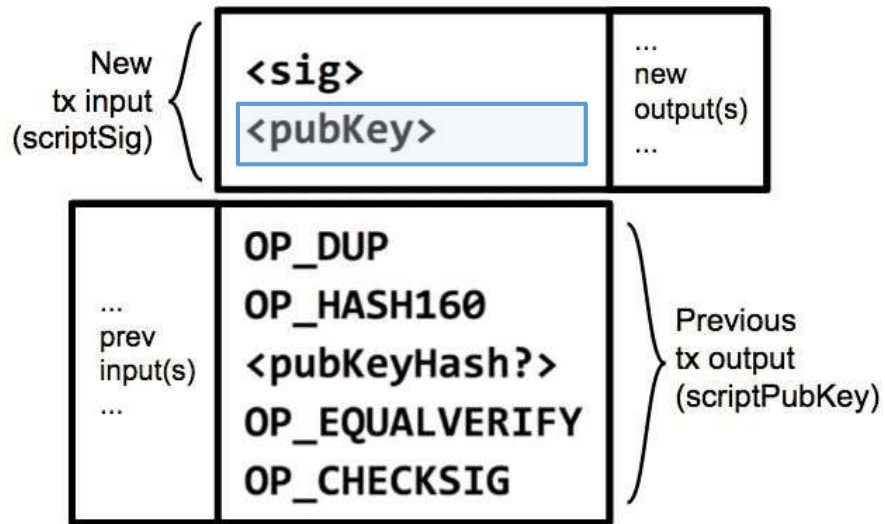 New
tx input
(scriptSig)
<sig>
<pubKey>
...
new
output(s)
...
...
prev
input(s)
...
OP_DUP
OP_HASH160
<pubKeyHash?>
OP_EQUALVERIFY
OP_CHECKSIG
Previous
tx output
(scriptPubKey)